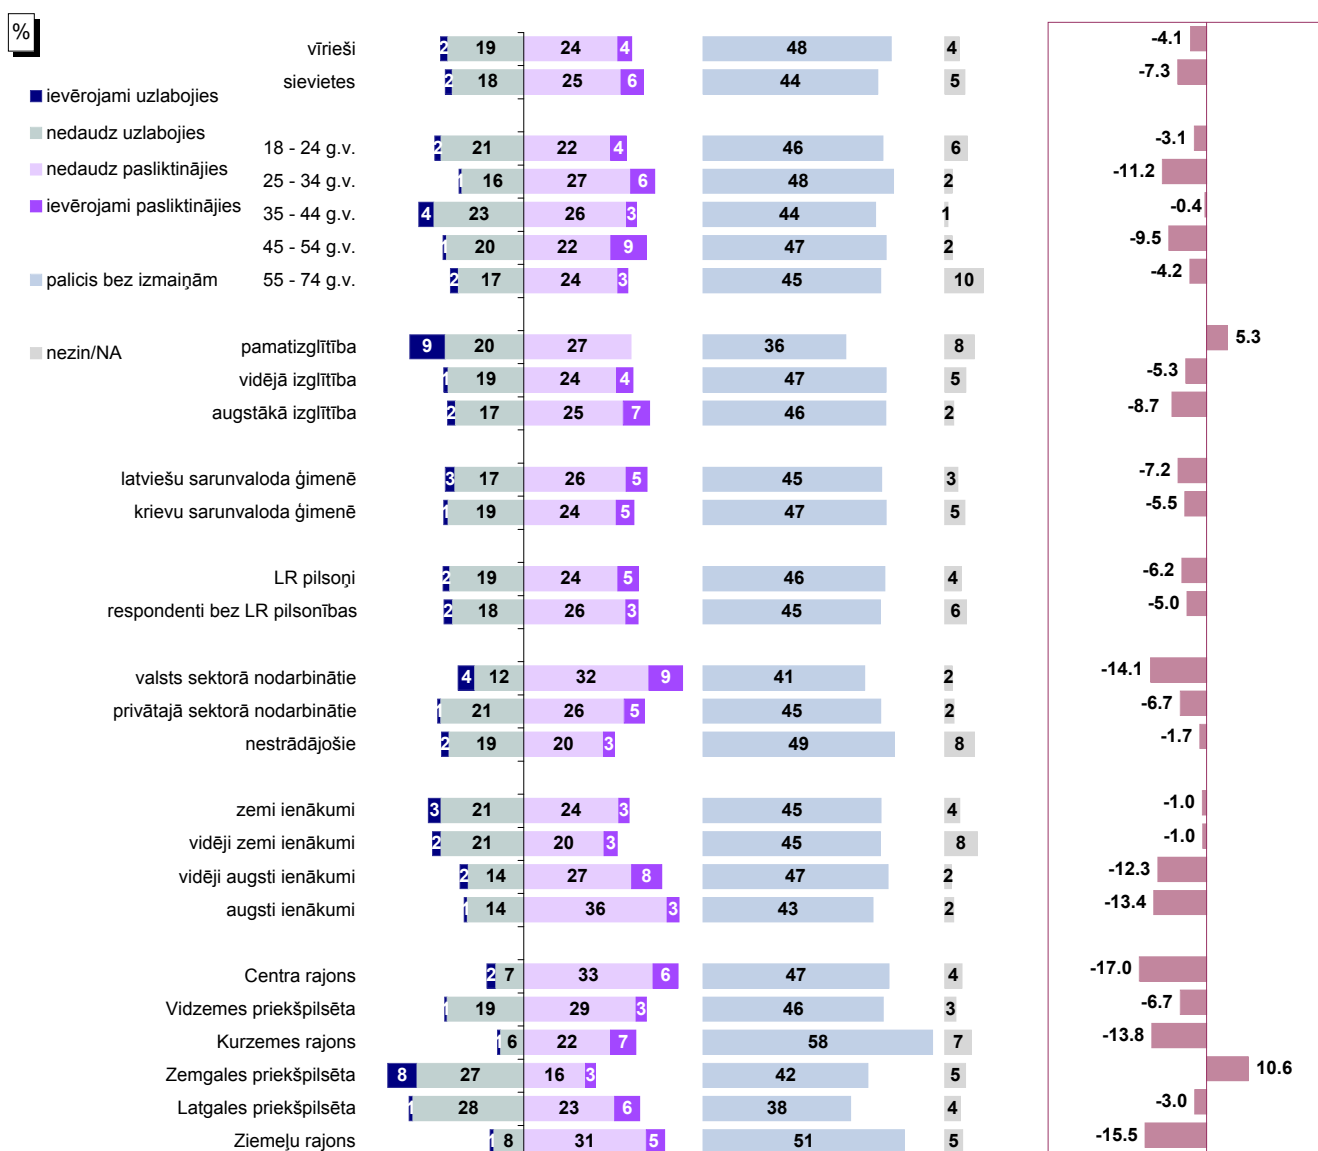 %
ievērojami uzlabojies
nedaudz uzlabojies
nedaudz pasliktinājies
ievērojami pasliktinājies
palicis bez izmaiņām
nezin/NA
vīrieši 2 19 24 4 48 4 -4.1
sievietes 2 18 25 6 44 5 -7.3
18 - 24 g.v. 2 21 22 4 46 6 -3.1
25 - 34 g.v. 1 16 27 6 48 2 -11.2
35 - 44 g.v. 4 23 26 3 44 1 -0.4
45 - 54 g.v. 1 20 22 9 47 2 -9.5
55 - 74 g.v. 2 17 24 3 45 10 -4.2
pamatizglītība 9 20 27 36 8 5.3
vidējā izglītība 1 19 24 4 47 5 -5.3
augstākā izglītība 2 17 25 7 46 2 -8.7
latviešu sarunvaloda ģimenē 3 17 26 5 45 3 -7.2
krievu sarunvaloda ģimenē 1 19 24 5 47 5 -5.5
LR pilsoņi 2 19 24 5 46 4 -6.2
respondenti bez LR pilsonības 2 18 26 3 45 6 -5.0
valsts sektorā nodarbinātie 4 12 32 9 41 2 -14.1
privātajā sektorā nodarbinātie 1 21 26 5 45 2 -6.7
nestrādājošie 2 19 20 3 49 8 -1.7
zemi ienākumi 3 21 24 3 45 4 -1.0
vidēji zemi ienākumi 2 21 20 3 45 8 -1.0
vidēji augsti ienākumi 2 14 27 8 47 2 -12.3
augsti ienākumi 1 14 36 3 43 2 -13.4
Centra rajons 2 7 33 6 47 4 -17.0
Vidzemes priekšpilsēta 1 19 29 3 46 3 -6.7
Kurzemes rajons 1 6 22 7 58 7 -13.8
Zemgales priekšpilsēta 8 27 16 3 42 5 10.6
Latgales priekšpilsēta 1 28 23 6 38 4 -3.0
Ziemeļu rajons 1 8 31 5 51 5 -15.5